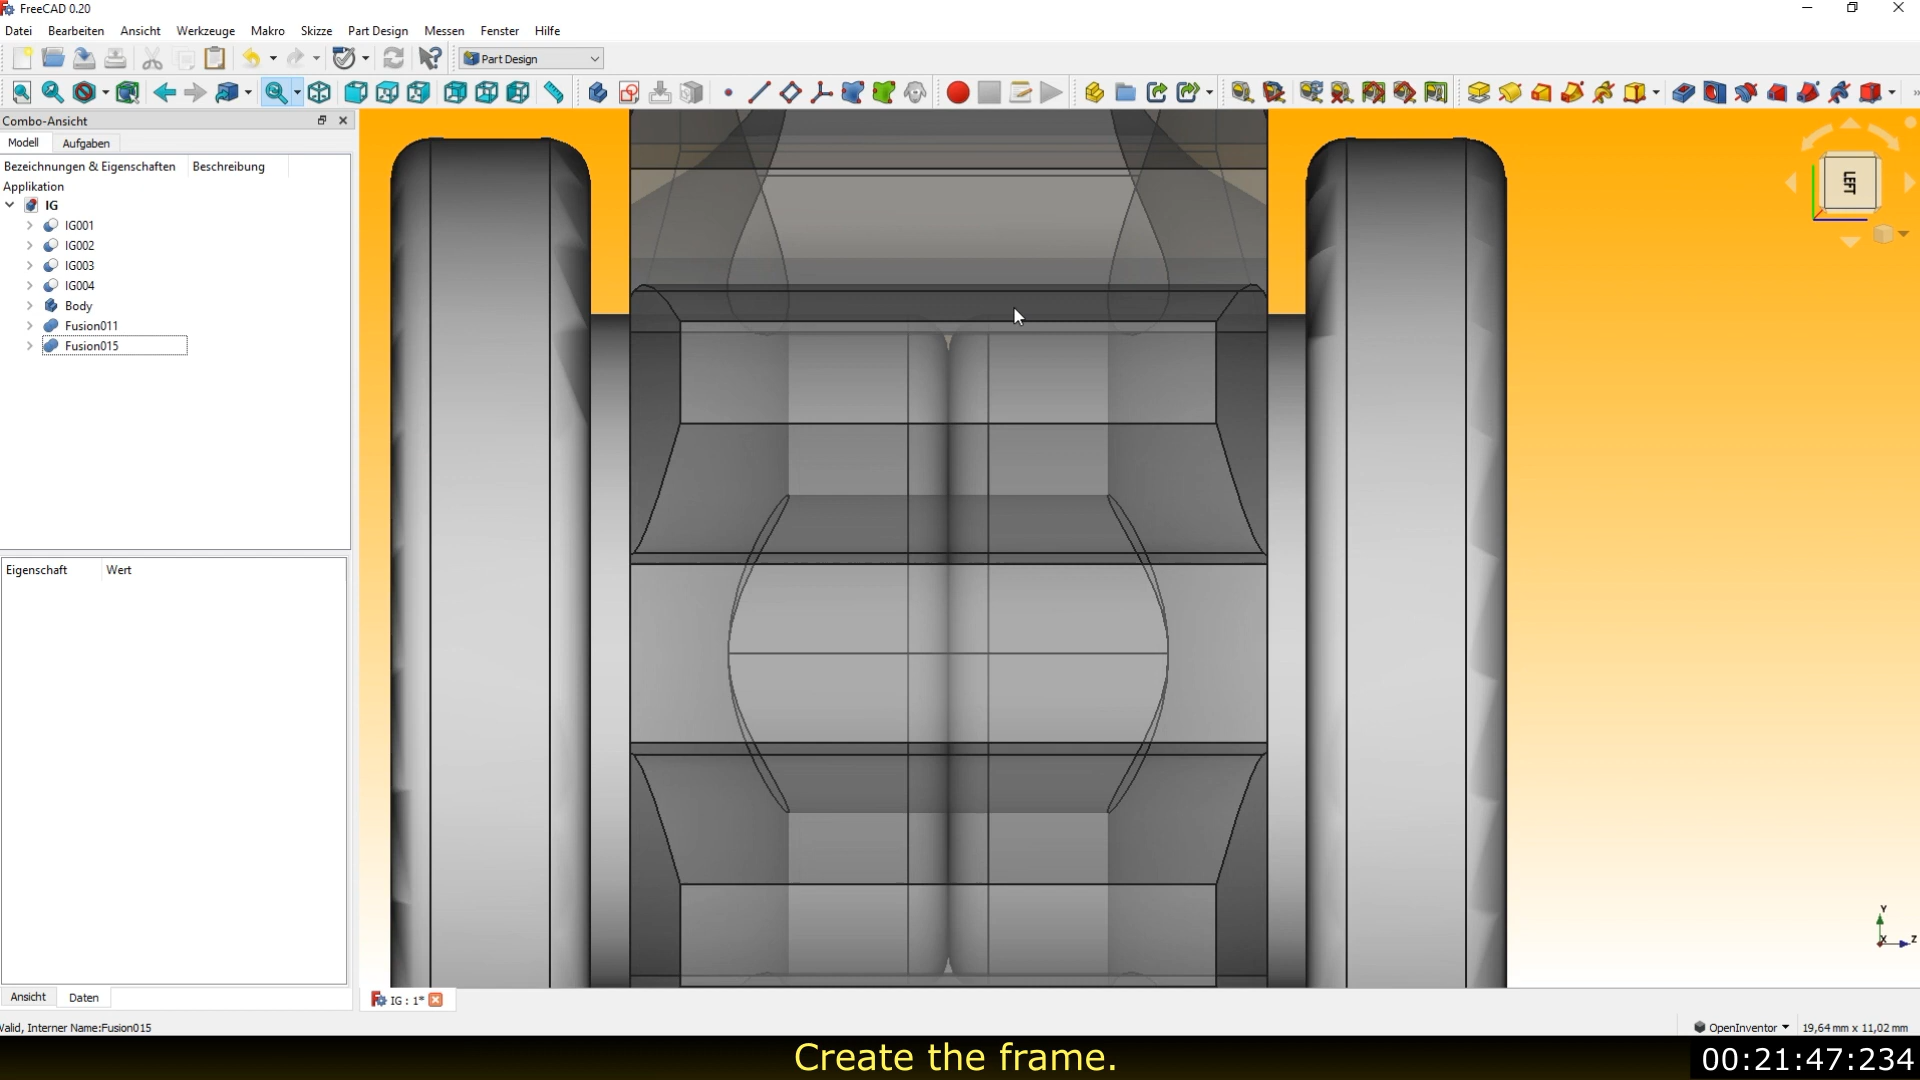 FreeCAD 0.20
Datei Bearbeiten Ansicht Werkzeuge Makro Skizze Part Design Messen Fenster Hilfe
Part Design
Combo-Ansicht
Modell Aufgaben
Bezeichnungen & Eigenschaften Beschreibung
Applikation
IG
IG001
IG002
IG003
IG004
Body
Fusion011
Fusion015
LEFT
Eigenschaft Wert
Y
X Z
Ansicht Daten
IG : 1*
Valid, Interner Name:Fusion015
OpenInventor 19,64 mm x 11,02 mm
Create the frame.
00:21:47:234